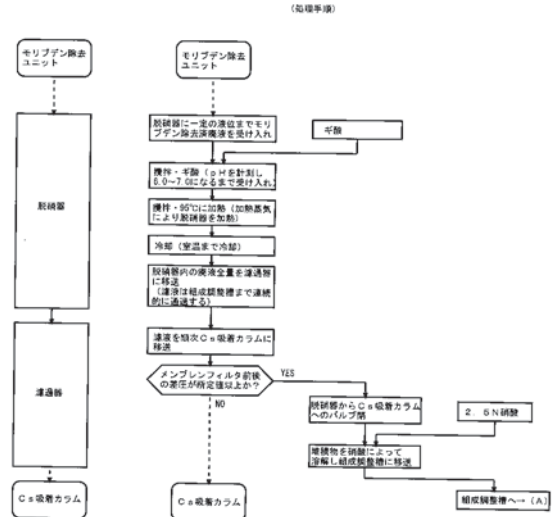 (処理手順)
モリブデン除去
ユニット
モリブデン除去
ユニット
脱硝器に一定の液位までモリ
ブデン除去済廃液を受け入れ
ギ酸
攪拌・ギ酸(pHを計測し
6.0~7.0になるまで受け入れ)
脱硝器
攪拌・95℃に加熱(加熱蒸気
により脱硝器を加熱)
冷却(室温まで冷却)
脱硝器内の廃液全量を濾過器
に移送
(濾液は組成調整槽まで連続
的に通過する)
濾液を順次Cs吸着カラムに
移送
濾過器
メンブレンフィルタ前後
の差圧が所定値以上か?
YES
NO
脱硝器からCs吸着カラム
へのバルブ閉
2.6N硝酸
堆積物を硝酸によって
溶解し組成調整槽に移送
Cs吸着カラム
Cs吸着カラム
組成調整槽へ→(A)